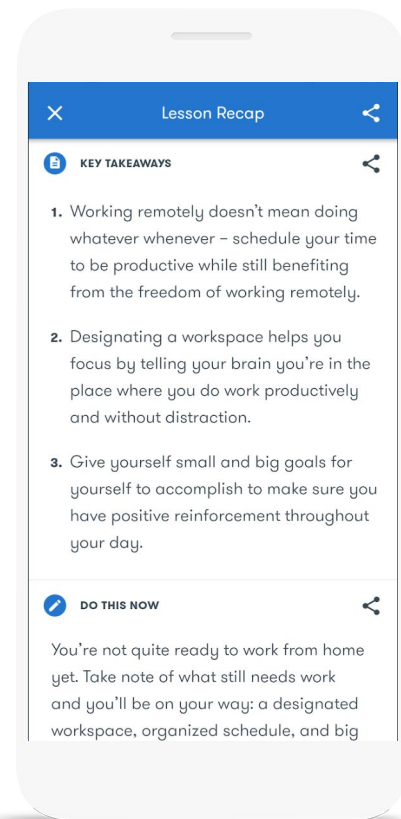 Lesson Recap
KEY TAKEAWAYS
1. Working remotely doesn't mean doing
whatever whenever – schedule your time
to be productive while still benefiting
from the freedom of working remotely.
2. Designating a workspace helps you
focus by telling your brain you're in the
place where you do work productively
and without distraction.
3. Give yourself small and big goals for
yourself to accomplish to make sure you
have positive reinforcement throughout
your day.
DO THIS NOW
You're not quite ready to work from home
yet. Take note of what still needs work
and you'll be on your way: a designated
workspace, organized schedule, and big